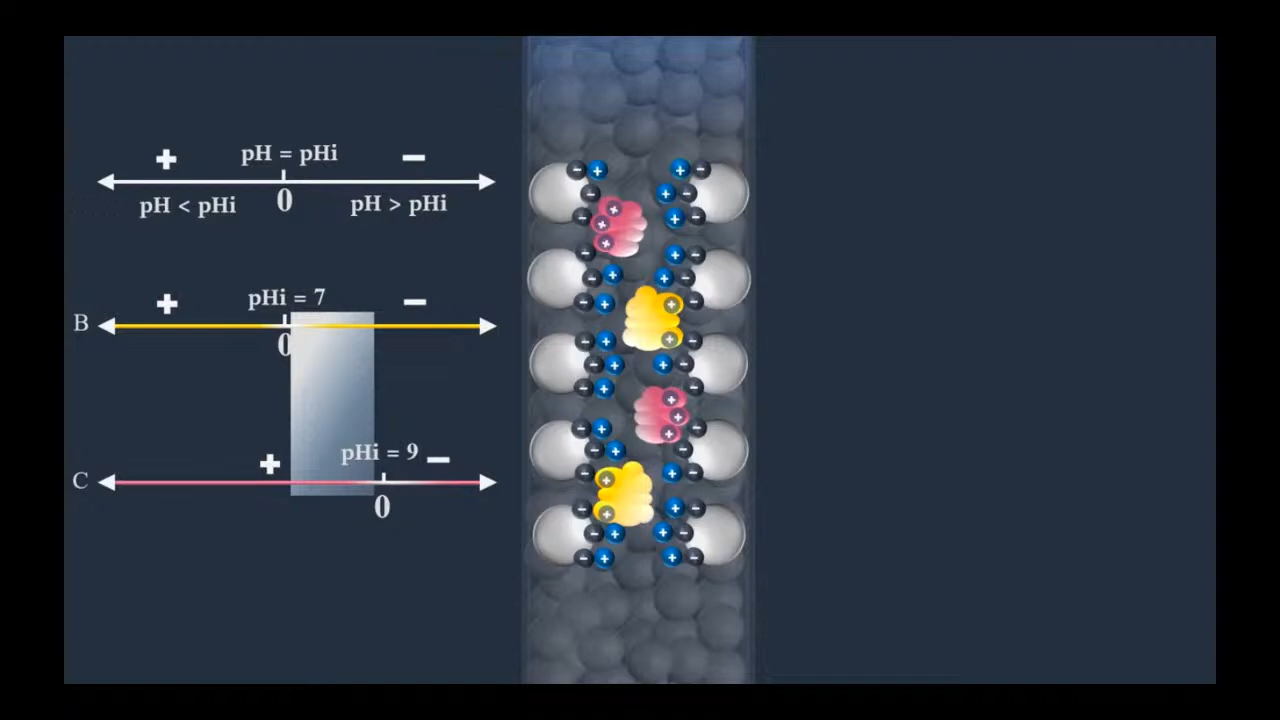 + pH = pHi −
0
pH < pHi pH > pHi
+ pHi = 7 −
B
0
+ pHi = 9 −
C
0